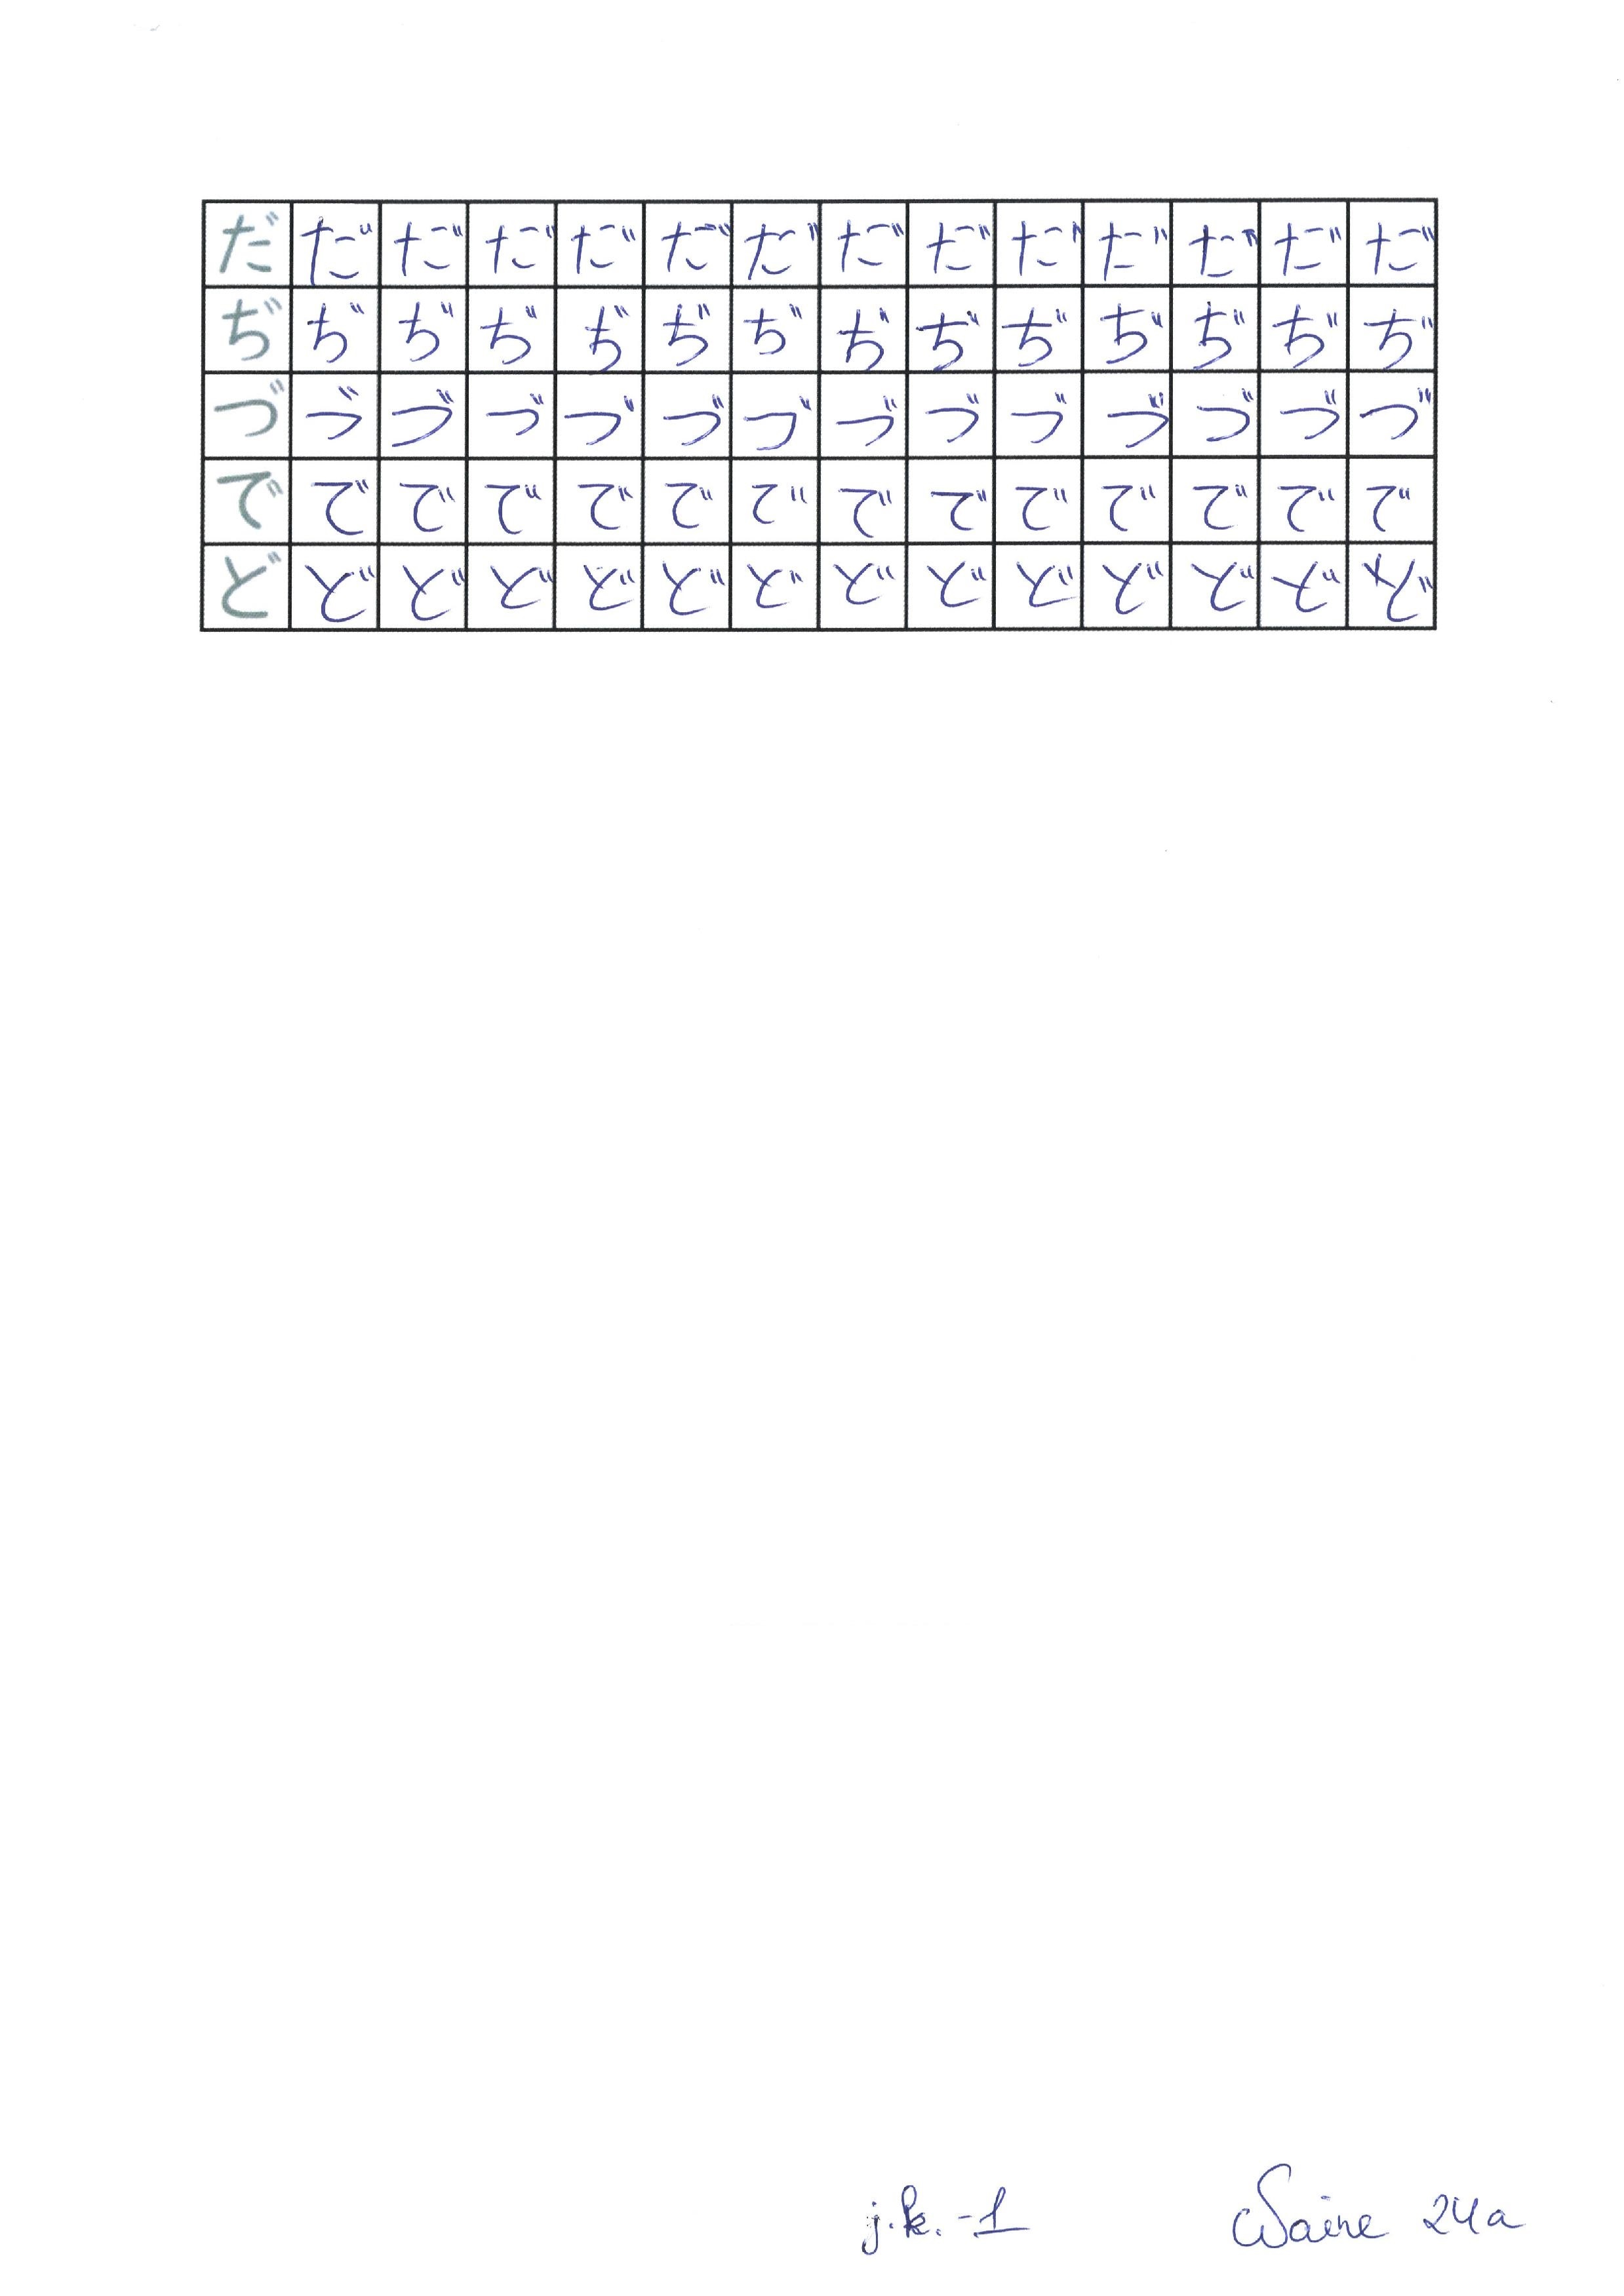 だ だ だ だ だ だ だ だ だ だ だ だ だ だ
ぢ ぢ ぢ ぢ ぢ ぢ ぢ ぢ ぢ ぢ ぢ ぢ ぢ ぢ
づ づ づ づ づ づ づ づ づ づ づ づ づ づ
で で で で で で で で で で で で で で
ど ど ど ど ど ど ど ど ど ど ど ど ど ど
j.k. -1 24a